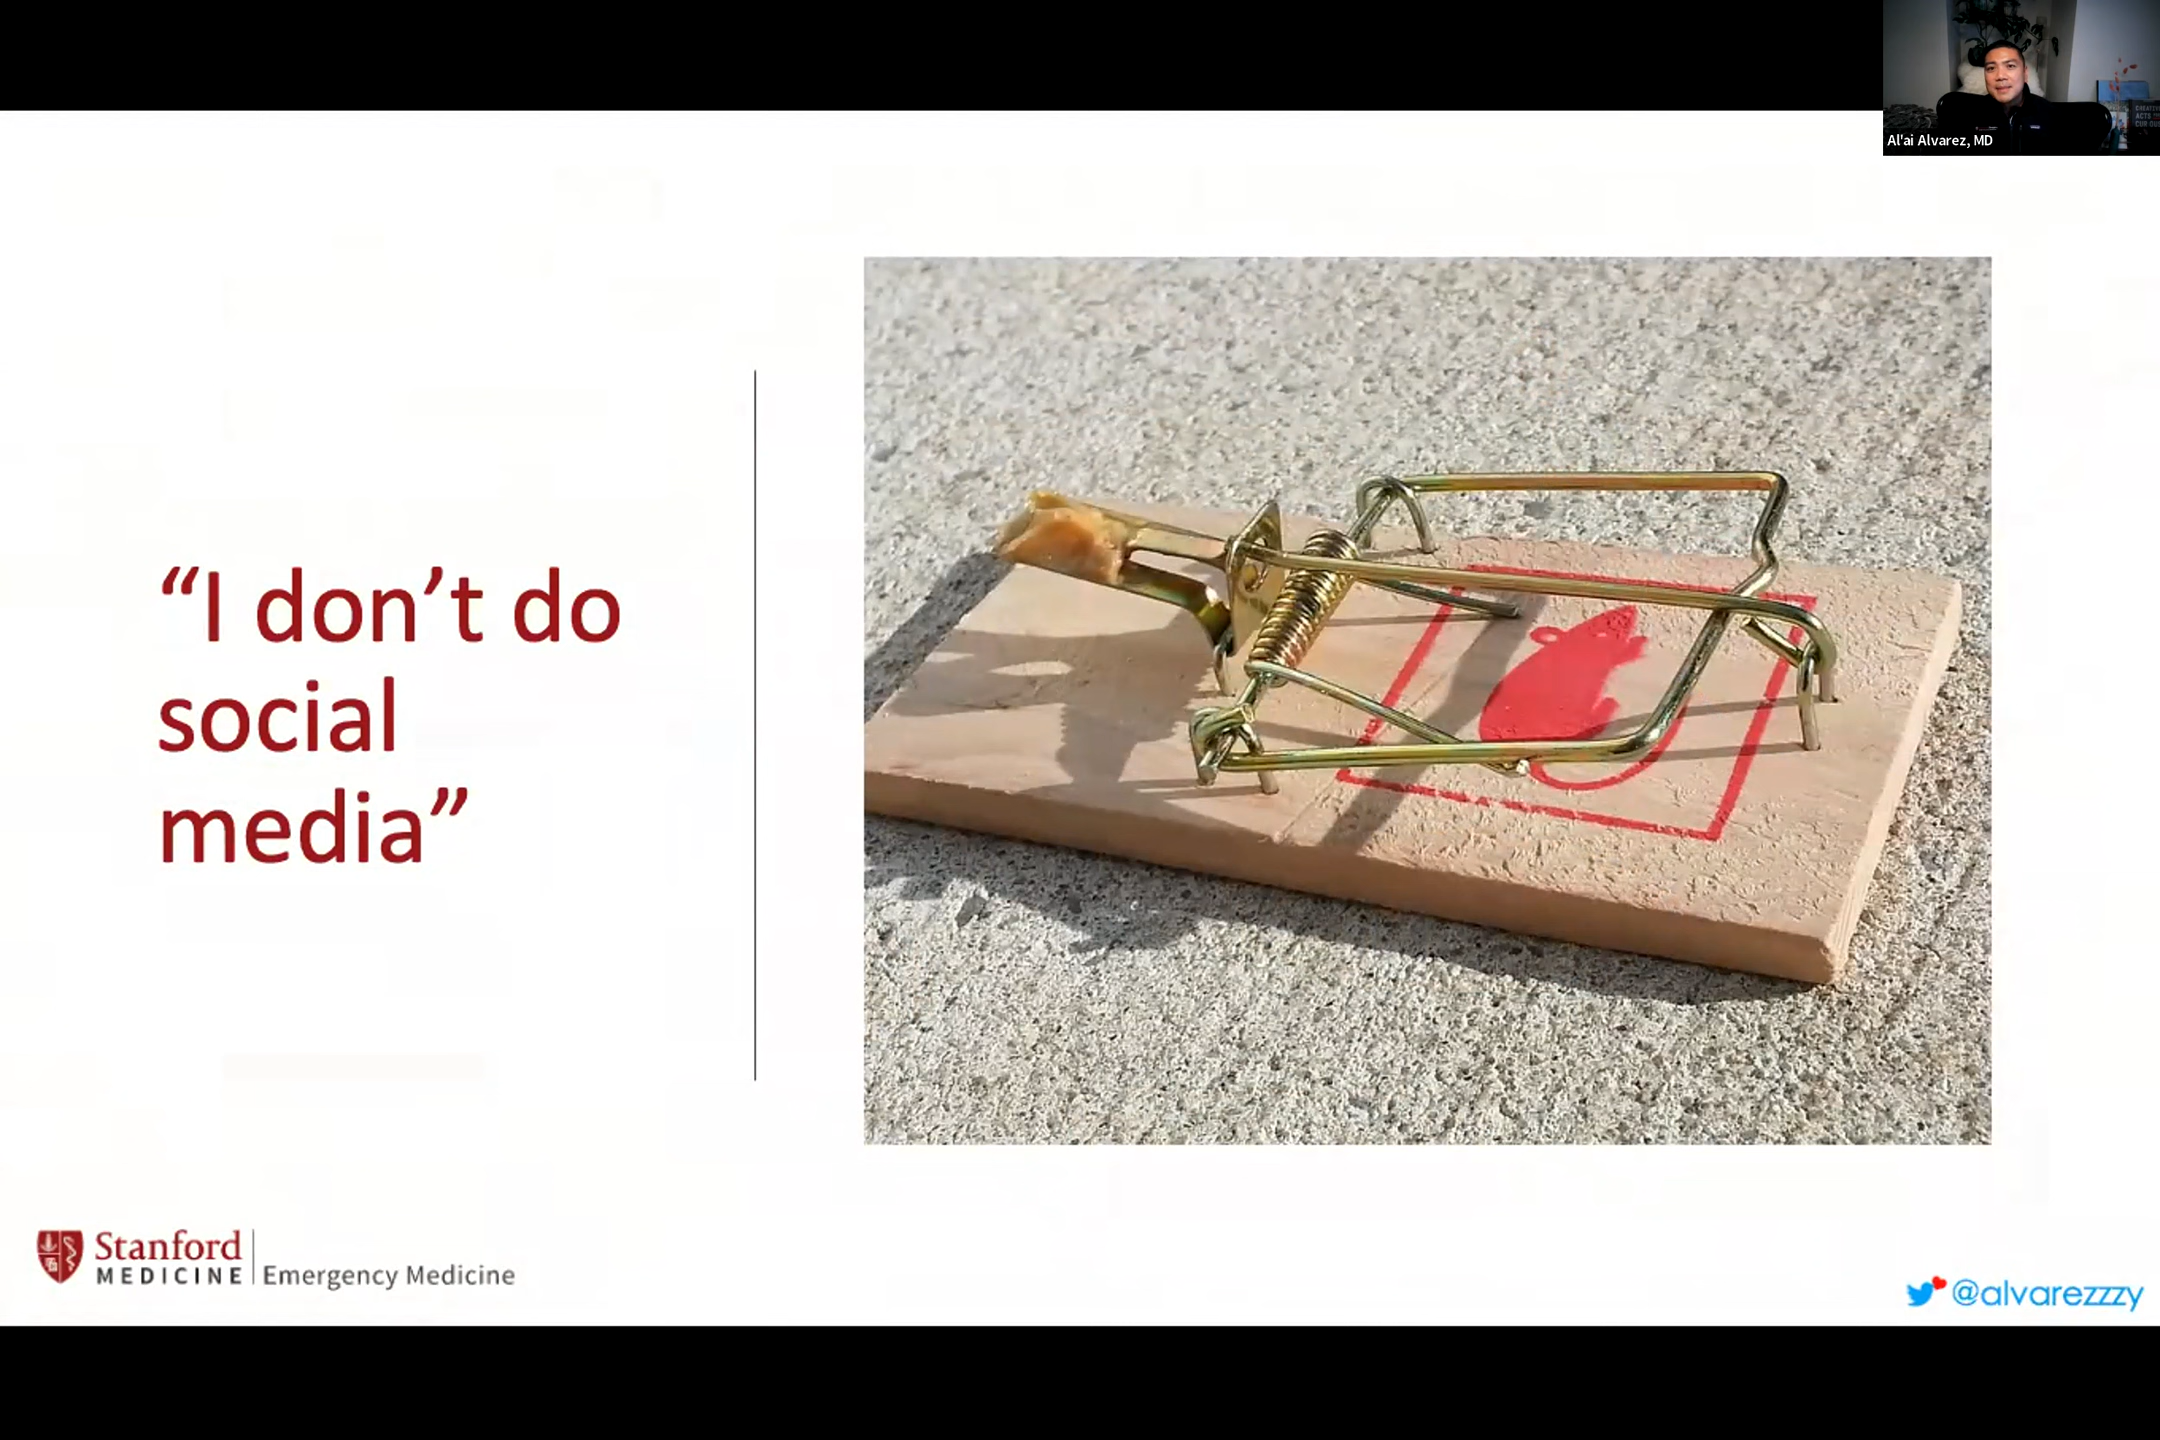 Al'ai Alvarez, MD
“I don’t do
social
media”
Stanford
MEDICINE
Emergency Medicine
@alvarezzzy